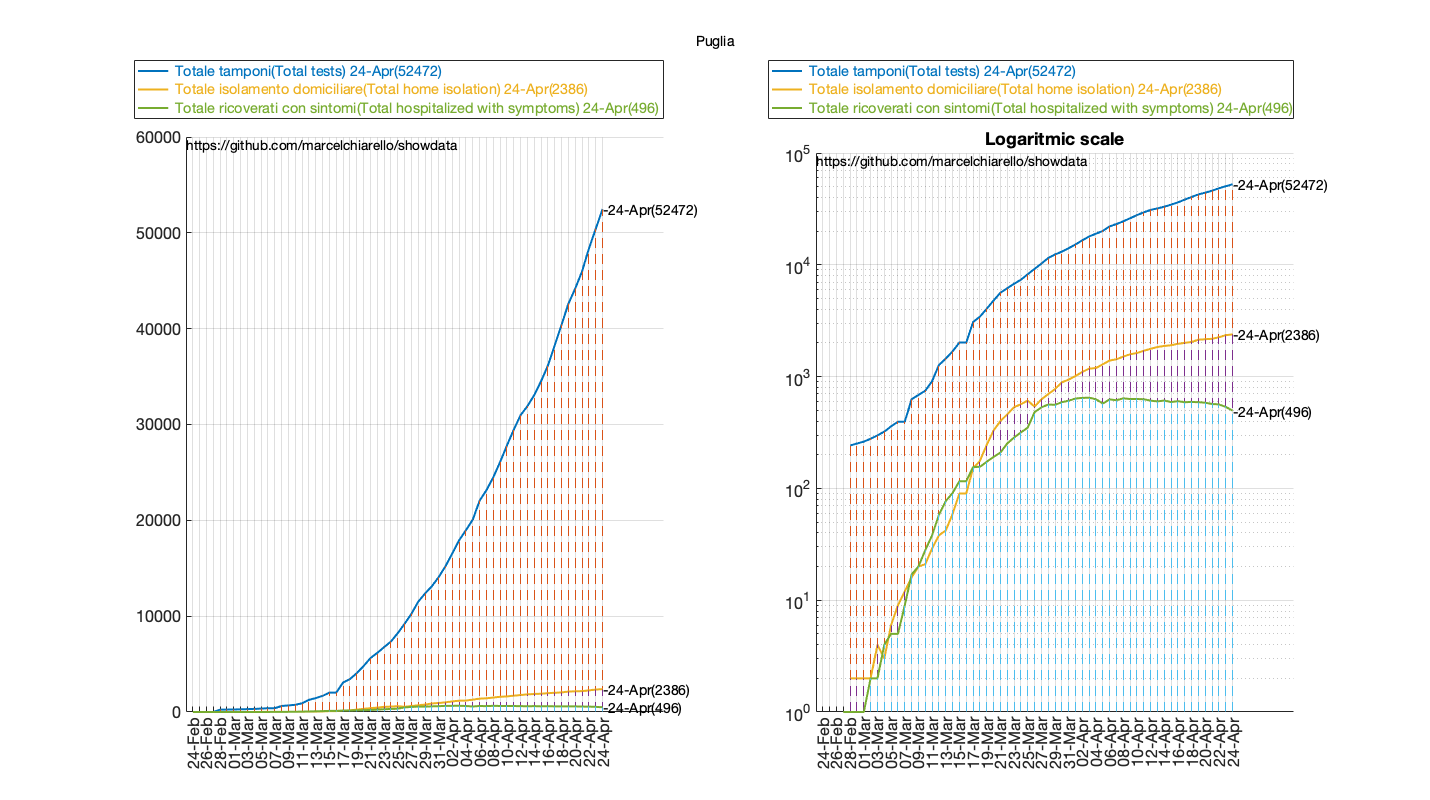 Puglia
Totale tamponi(Total tests) 24-Apr(52472)
Totale isolamento domiciliare(Total home isolation) 24-Apr(2386)
Totale ricoverati con sintomi(Total hospitalized with symptoms) 24-Apr(496)
60000
https://github.com/marcelchiarello/showdata
50000
40000
30000
20000
10000
0
-24-Apr(52472)
-24-Apr(2386)
-24-Apr(496)
24-Feb
26-Feb
28-Feb
01-Mar
03-Mar
05-Mar
07-Mar
09-Mar
11-Mar
13-Mar
15-Mar
17-Mar
19-Mar
21-Mar
23-Mar
25-Mar
27-Mar
29-Mar
31-Mar
02-Apr
04-Apr
06-Apr
08-Apr
10-Apr
12-Apr
14-Apr
16-Apr
18-Apr
20-Apr
22-Apr
24-Apr
Totale tamponi(Total tests) 24-Apr(52472)
Totale isolamento domiciliare(Total home isolation) 24-Apr(2386)
Totale ricoverati con sintomi(Total hospitalized with symptoms) 24-Apr(496)
Logaritmic scale
10^5
https://github.com/marcelchiarello/showdata
10^4
10^3
10^2
10^1
10^0
-24-Apr(52472)
-24-Apr(2386)
-24-Apr(496)
24-Feb
26-Feb
28-Feb
01-Mar
03-Mar
05-Mar
07-Mar
09-Mar
11-Mar
13-Mar
15-Mar
17-Mar
19-Mar
21-Mar
23-Mar
25-Mar
27-Mar
29-Mar
31-Mar
02-Apr
04-Apr
06-Apr
08-Apr
10-Apr
12-Apr
14-Apr
16-Apr
18-Apr
20-Apr
22-Apr
24-Apr